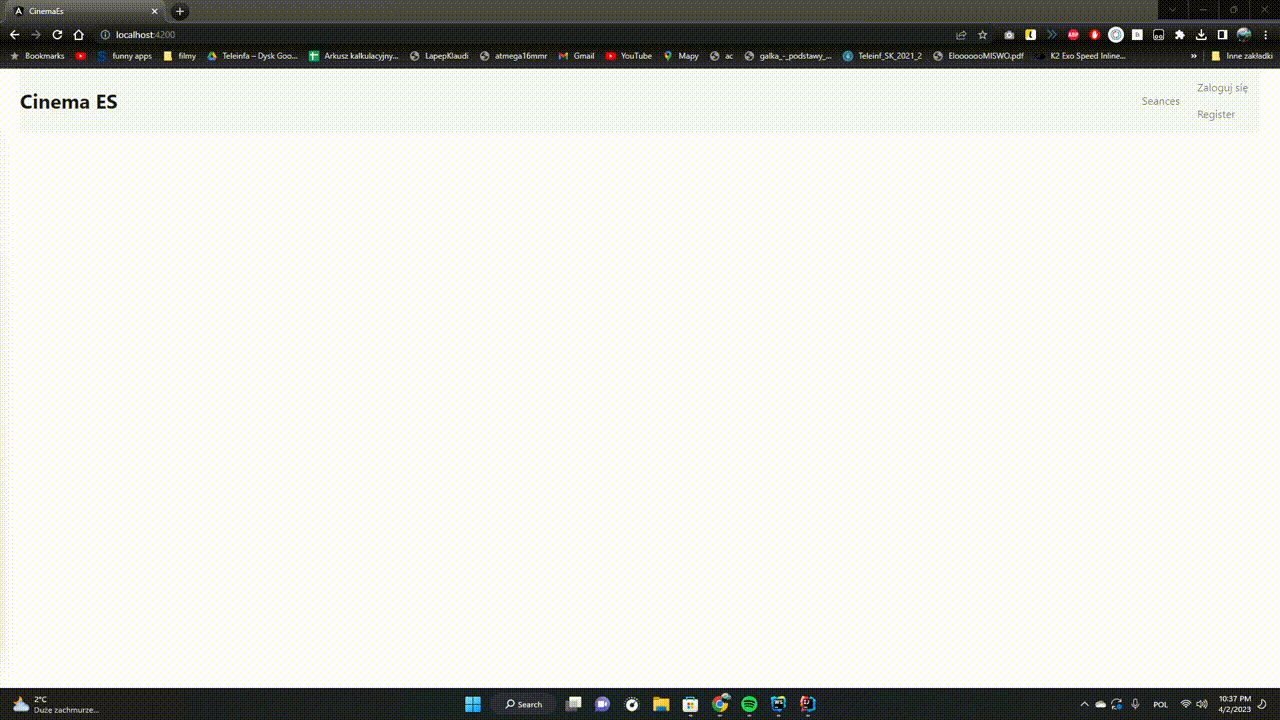 CinemaEs
localhost:4200
Bookmarks funny apps filmy Teleinfa – Dysk Goo... Arkusz kalkulacyjny... LapepKlaudi atmega16mmr Gmail YouTube Mapy ac galka_-_podstawy_... Teleinf_SK_2021_2 ElooooooMISWO.pdf K2 Exo Speed Inline... » Inne zakładki
Cinema ES
Seances
Zaloguj się
Register
2°C
Duże zachmurze...
Search
POL
10:37 PM
4/2/2023